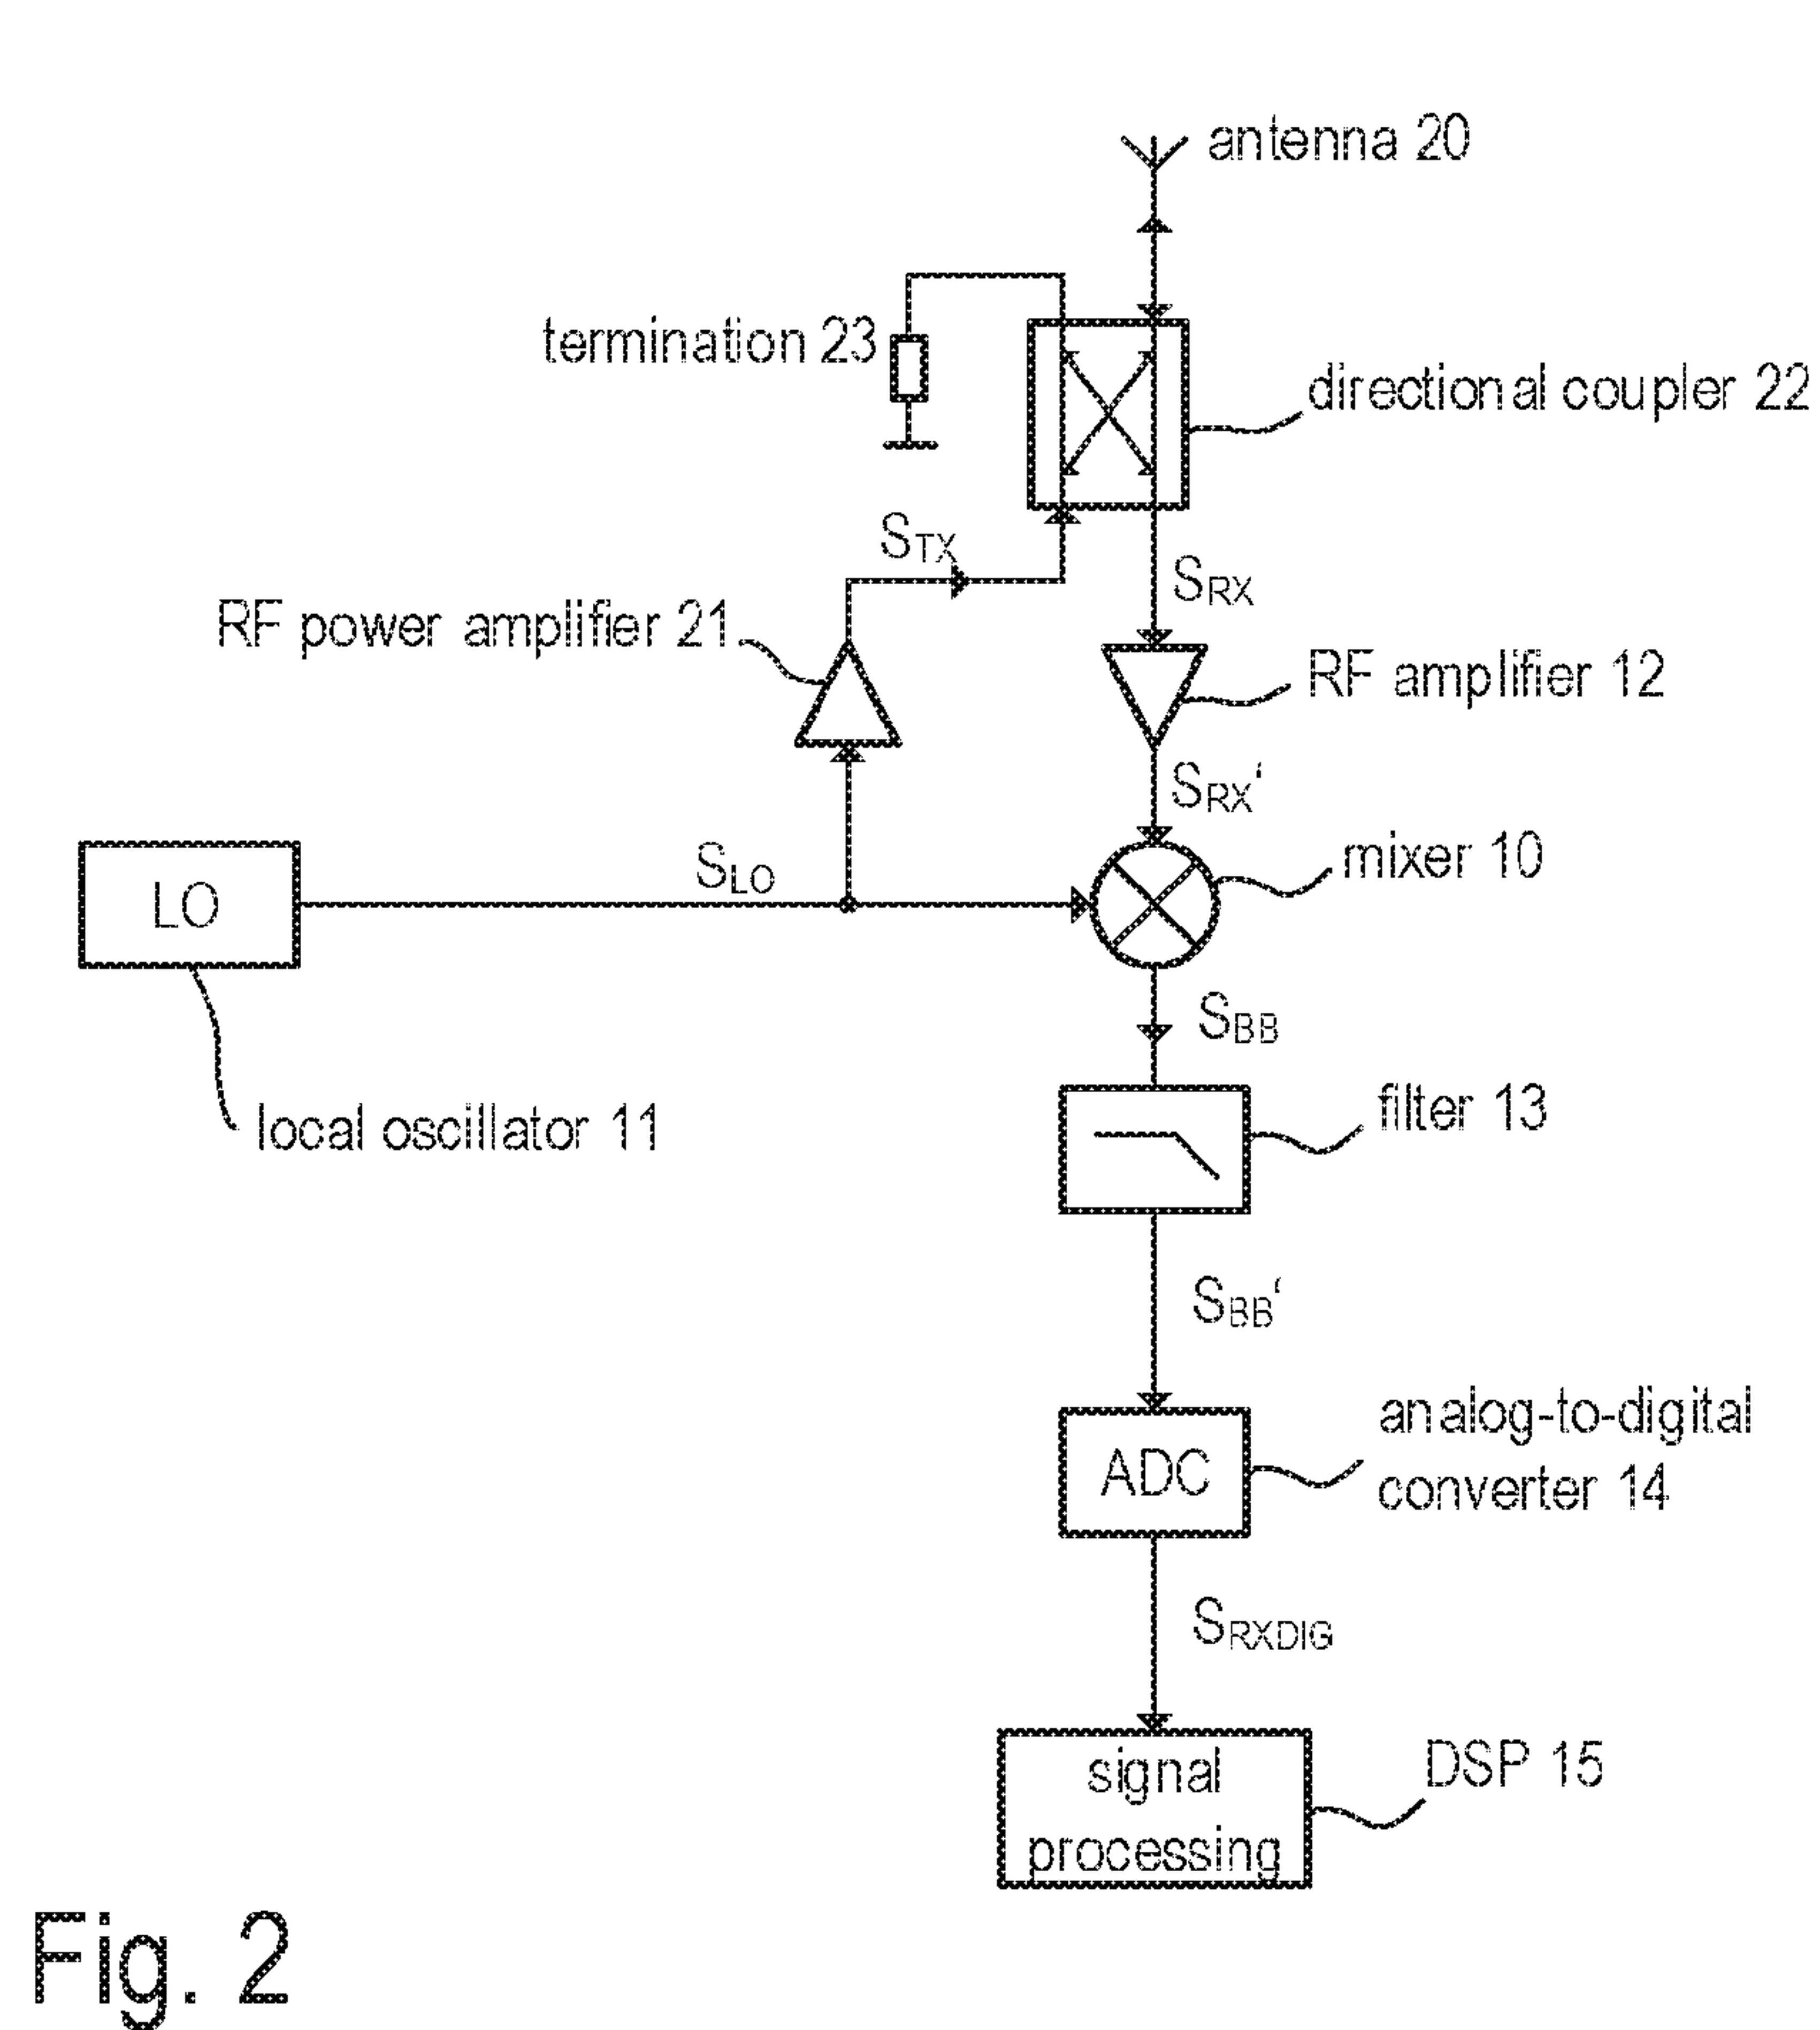 antenna 20
termination 23
directional coupler 22
STX
SRX
RF power amplifier 21
RF amplifier 12
SRX‘
mixer 10
SLO
LO
SBB
filter 13
local oscillator 11
SBB‘
analog-to-digital
converter 14
ADC
SRXDIG
signal
processing
DSP 15
Fig. 2